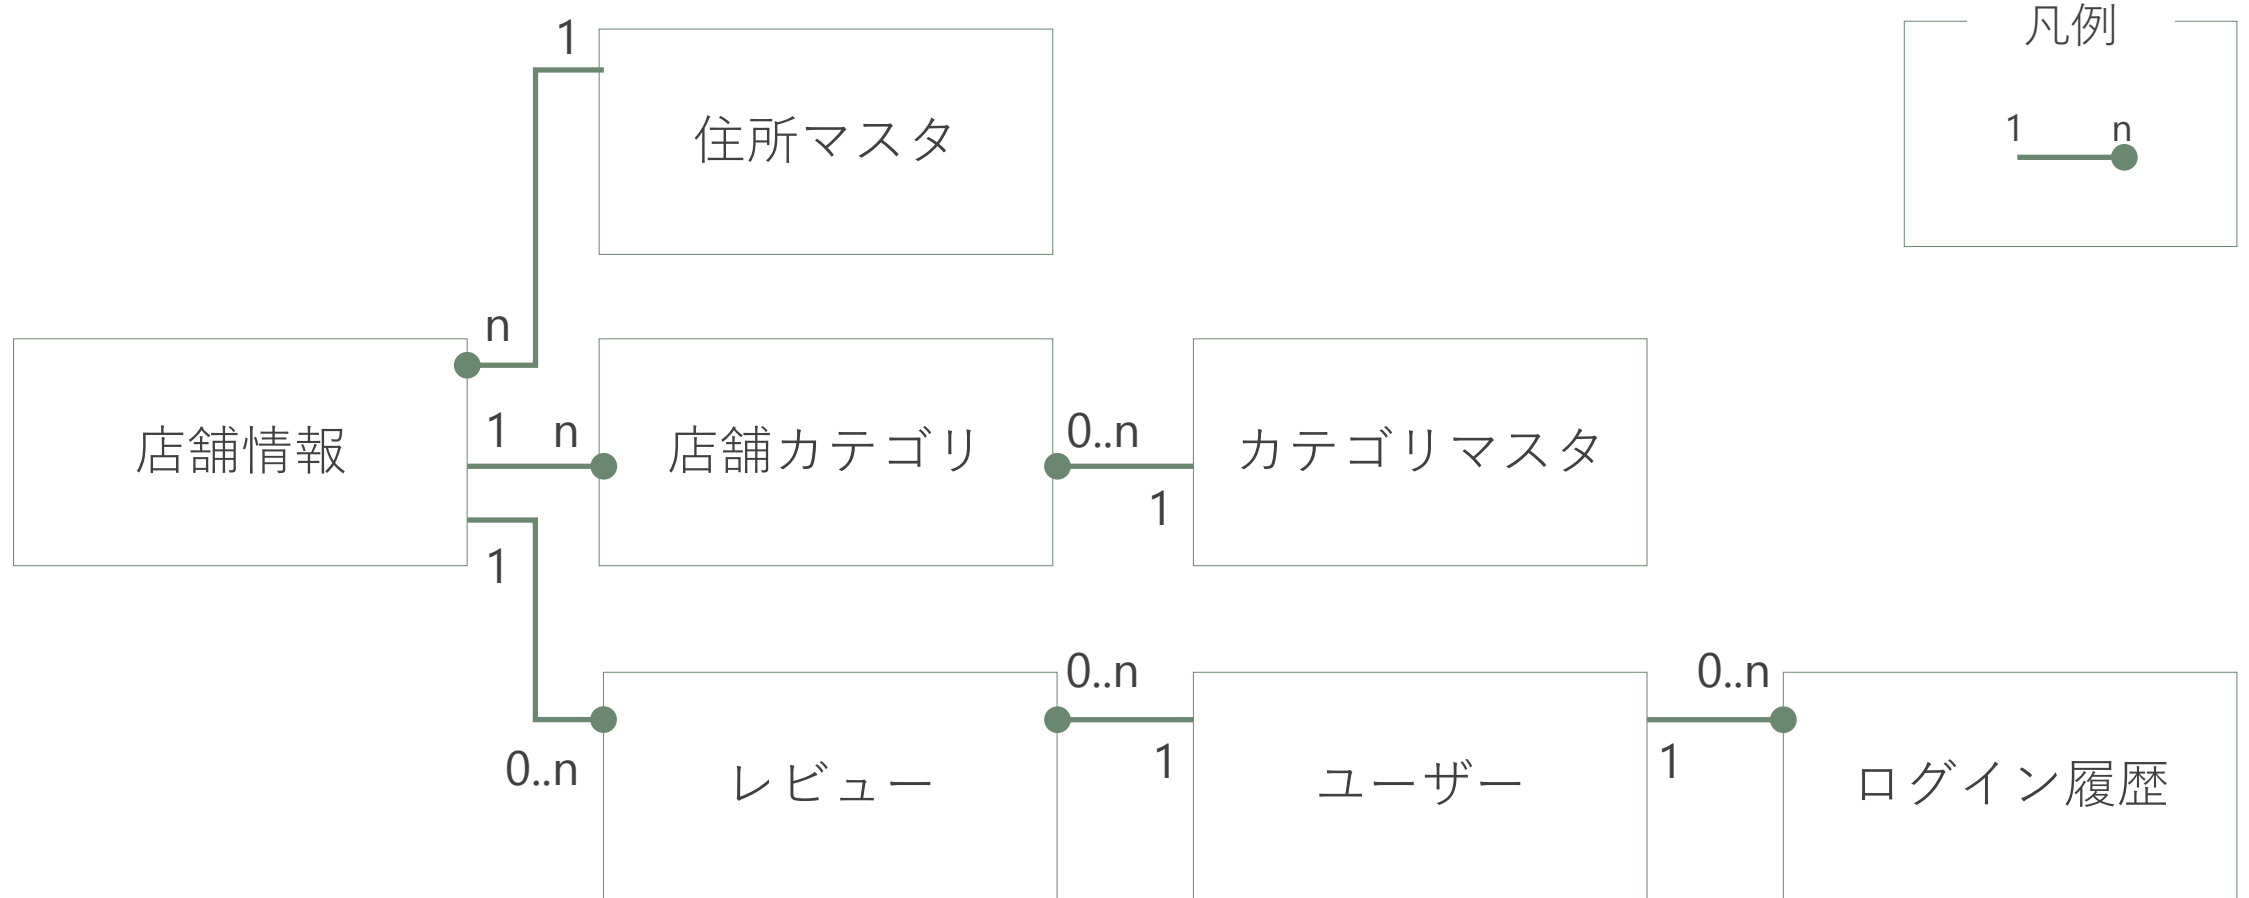 凡例
1
n
1
住所マスタ
n
店舗情報
1
n
店舗カテゴリ
0..n
1
カテゴリマスタ
1
0..n
レビュー
0..n
1
ユーザー
0..n
1
ログイン履歴